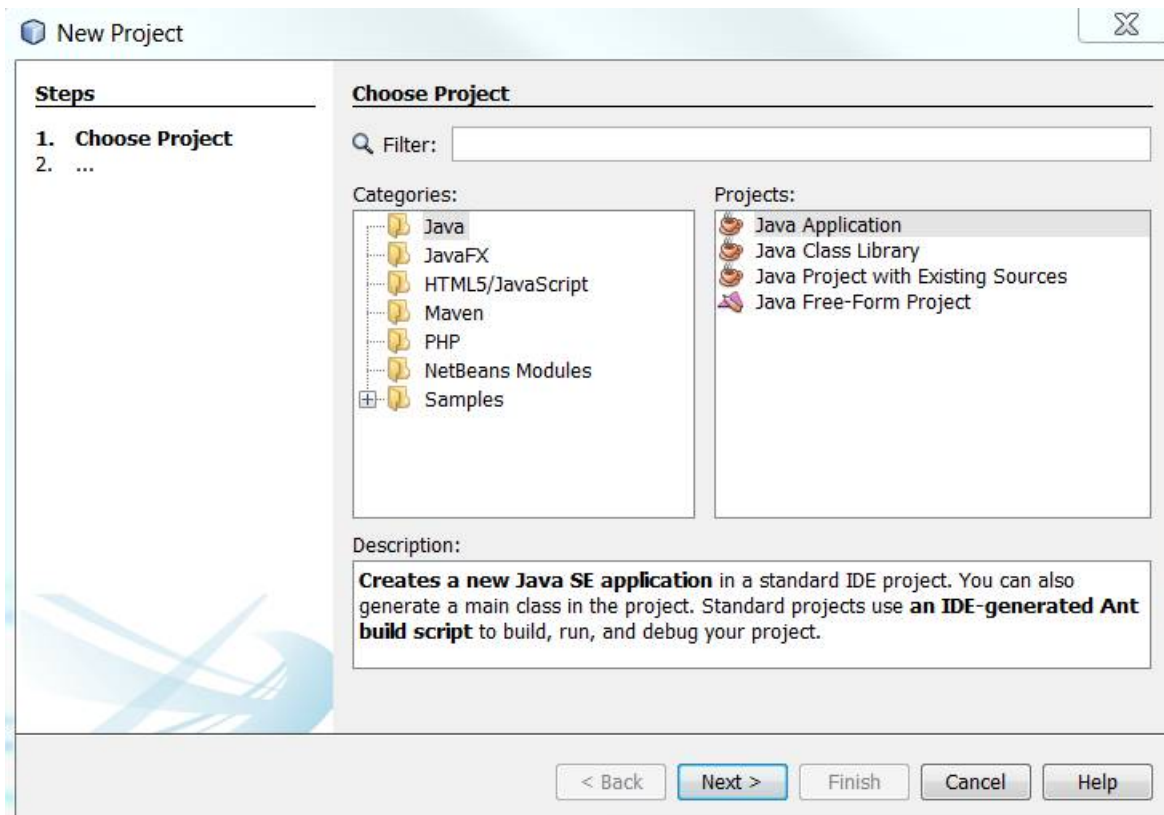 New Project
Steps
1. Choose Project
2. ...
Choose Project
Filter:
Categories:
Java
JavaFX
HTML5/JavaScript
Maven
PHP
NetBeans Modules
Samples
Projects:
Java Application
Java Class Library
Java Project with Existing Sources
Java Free-Form Project
Description:
Creates a new Java SE application in a standard IDE project. You can also
generate a main class in the project. Standard projects use an IDE-generated Ant
build script to build, run, and debug your project.
< Back
Next >
Finish
Cancel
Help